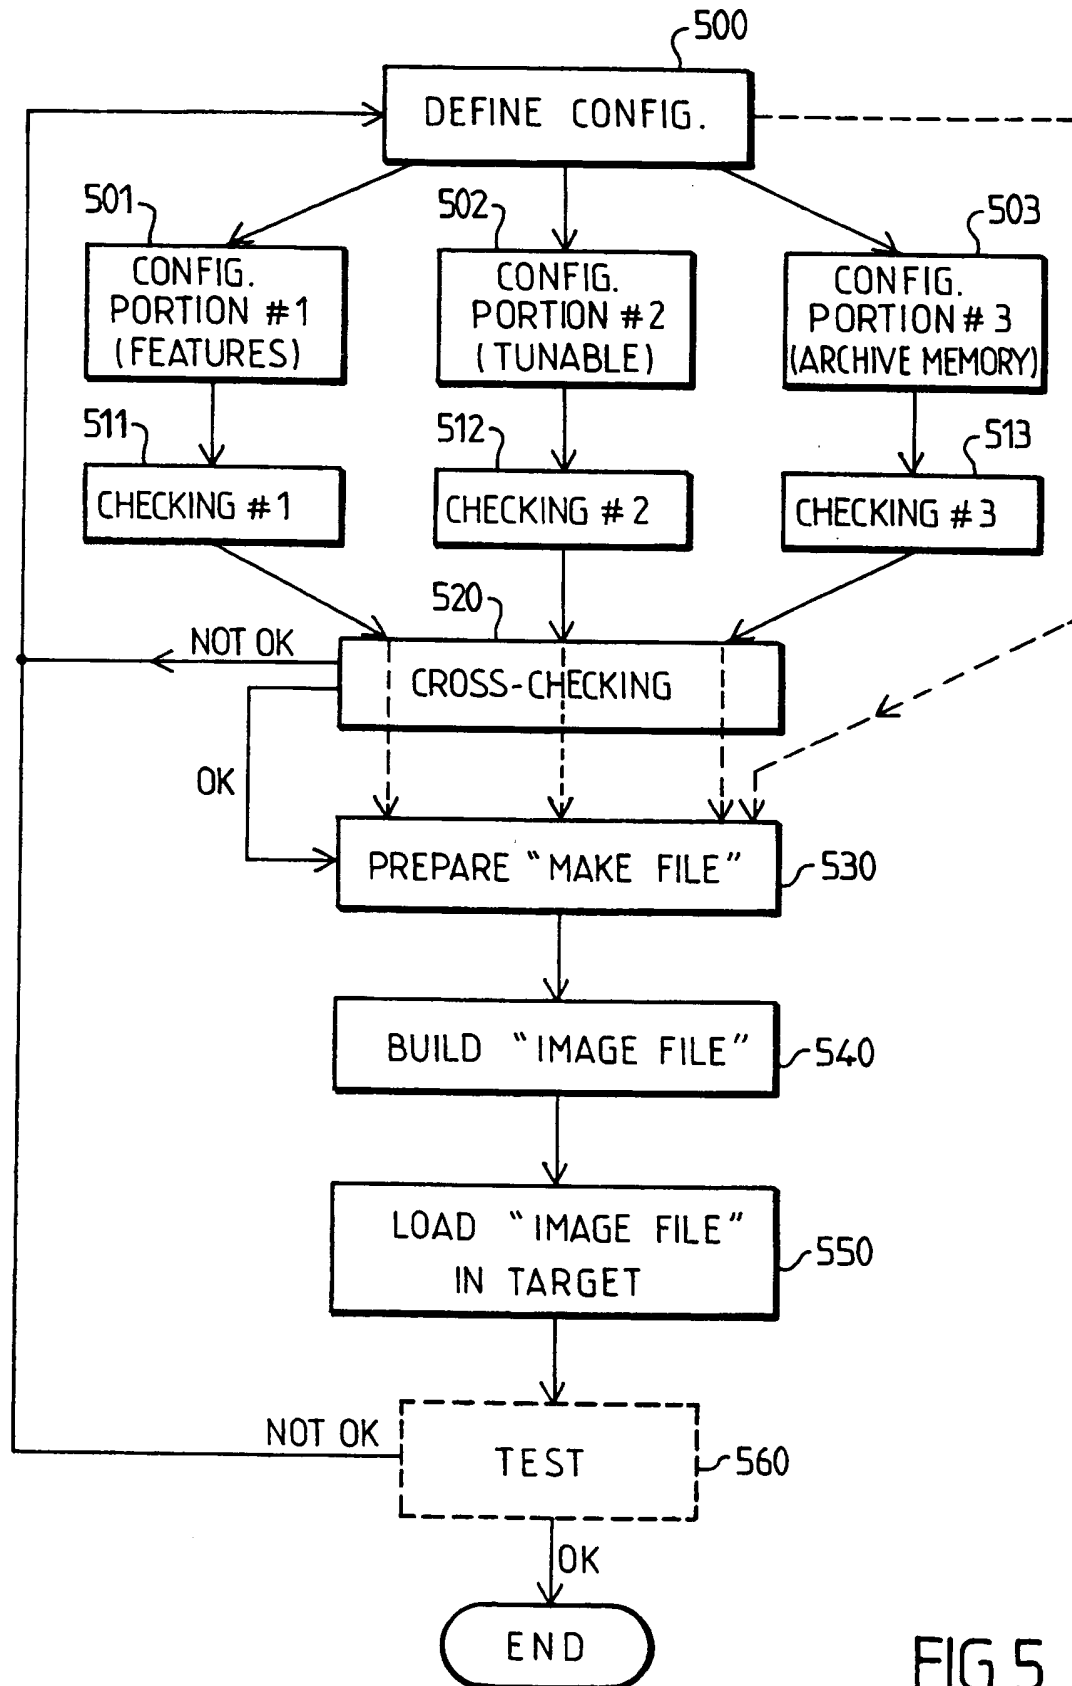 500
DEFINE CONFIG.
501
502
503
CONFIG.
PORTION #1
(FEATURES)
CONFIG.
PORTION #2
(TUNABLE)
CONFIG.
PORTION #3
(ARCHIVE MEMORY)
511
512
513
CHECKING #1
CHECKING #2
CHECKING #3
520
NOT OK
CROSS-CHECKING
OK
PREPARE "MAKE FILE"
530
BUILD "IMAGE FILE"
540
LOAD "IMAGE FILE"
IN TARGET
550
NOT OK
TEST
560
OK
END
FIG.5